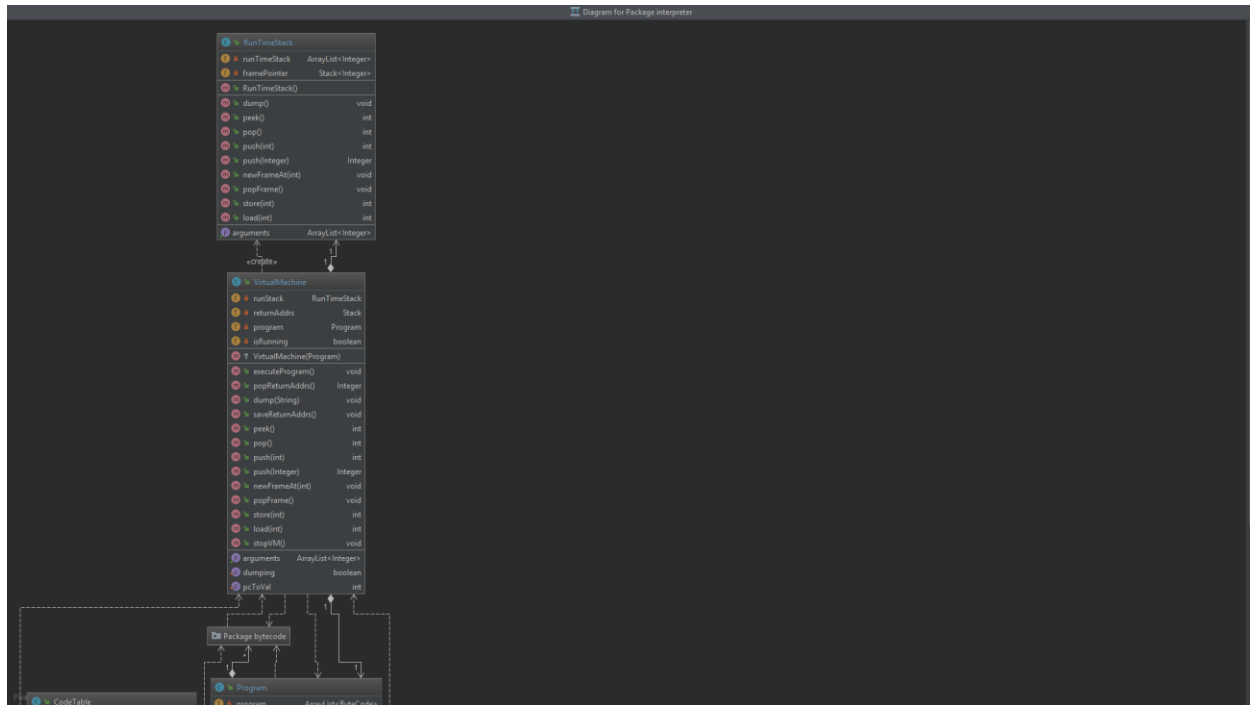 Diagram for Package interpreter
RunTimeStack
runTimeStack ArrayList<Integer>
framePointer Stack<Integer>
RunTimeStack()
dump() void
peek() int
pop() int
push(int) int
push(Integer) Integer
newFrameAt(int) void
popFrame() void
store(int) int
load(int) int
arguments ArrayList<Integer>
1
«create» 1
VirtualMachine
runStack RunTimeStack
returnAddrs Stack
program Program
isRunning boolean
VirtualMachine(Program)
executeProgram() void
popReturnAddrs() Integer
dump(String) void
saveReturnAddrs() void
peek() int
pop() int
push(int) int
push(Integer) Integer
newFrameAt(int) void
popFrame() void
store(int) int
load(int) int
stopVM() void
arguments ArrayList<Integer>
dumping boolean
pcToVal int
1
Package bytecode
*
1 1
Program
CodeTable
program ArrayList<ByteCode>